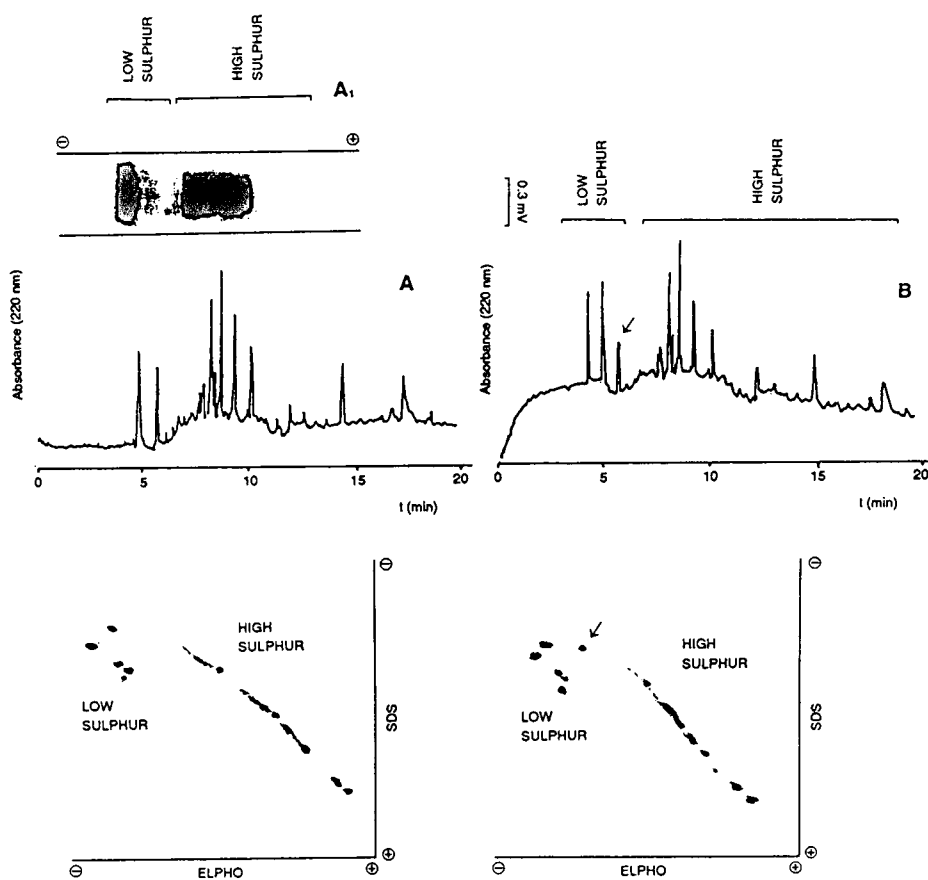 LOW
SULPHUR
HIGH
SULPHUR
A₁
⊖
⊕
Absorbance (220 nm)
A
0
5
10
15
20
t (min)
0.3 mV
LOW
SULPHUR
HIGH
SULPHUR
Absorbance (220 nm)
B
0
5
10
15
20
t (min)
HIGH
SULPHUR
LOW
SULPHUR
⊖
SDS
⊕
⊖
ELPHO
⊕
HIGH
SULPHUR
LOW
SULPHUR
⊖
SDS
⊕
⊖
ELPHO
⊕